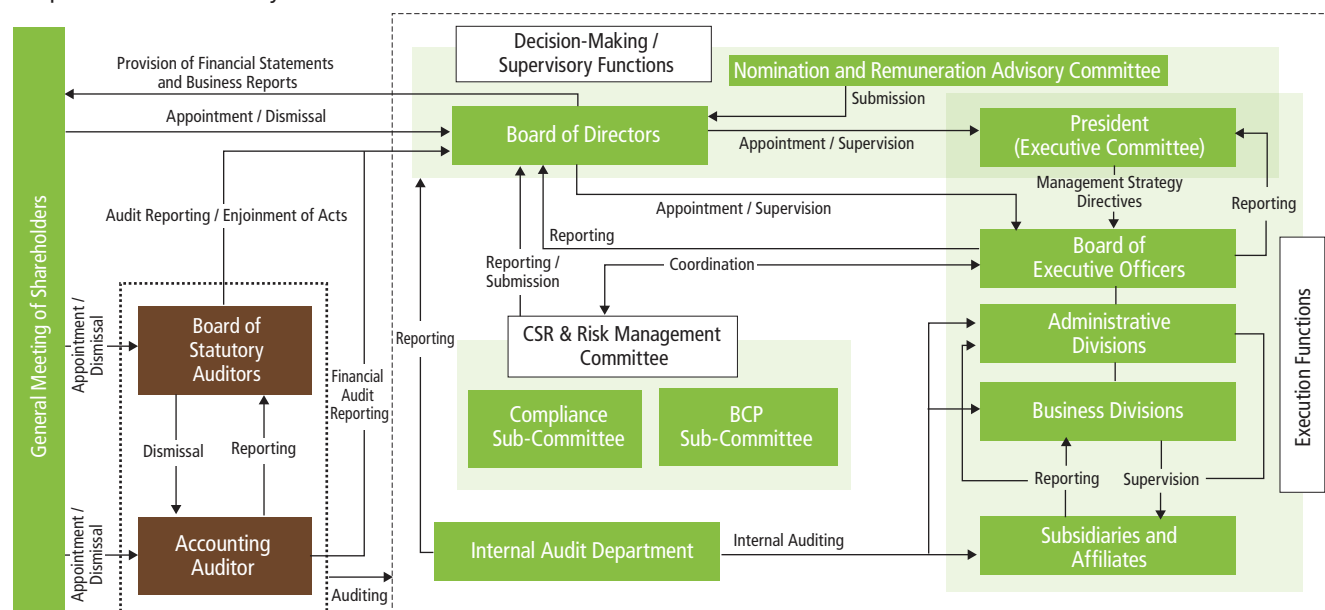 Decision-Making /
Supervisory Functions
Provision of Financial Statements
and Business Reports
Nomination and Remuneration Advisory Committee
Submission
Appointment / Dismissal
Board of Directors
Appointment / Supervision
President
(Executive Committee)
Management Strategy
Directives
Reporting
Audit Reporting / Enjoinment of Acts
Appointment / Supervision
Reporting
Board of
Executive Officers
Reporting /
Submission
Coordination
General Meeting of Shareholders
Execution Functions
Appointment /
Dismissal
Board of
Statutory
Auditors
Financial
Audit
Reporting
Reporting
CSR & Risk Management
Committee
Administrative
Divisions
Compliance
Sub-Committee
BCP
Sub-Committee
Business Divisions
Dismissal
Reporting
Reporting
Supervision
Appointment /
Dismissal
Accounting
Auditor
Auditing
Internal Audit Department
Internal Auditing
Subsidiaries and
Affiliates